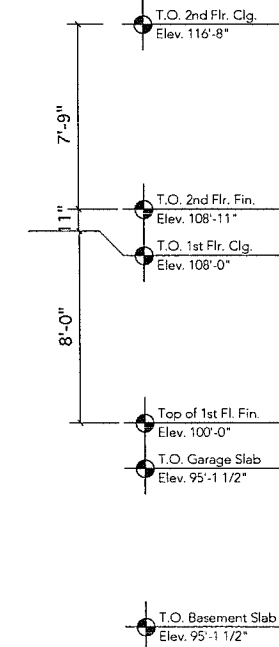 T.O. 2nd Flr. Clg.
Elev. 116'-8"
7'-9"
T.O. 2nd Flr. Fin.
Elev. 108'-11"
11"
T.O. 1st Flr. Clg.
Elev. 108'-0"
8'-0"
Top of 1st Fl. Fin.
Elev. 100'-0"
T.O. Garage Slab
Elev. 95'-1 1/2"
T.O. Basement Slab
Elev. 95'-1 1/2"